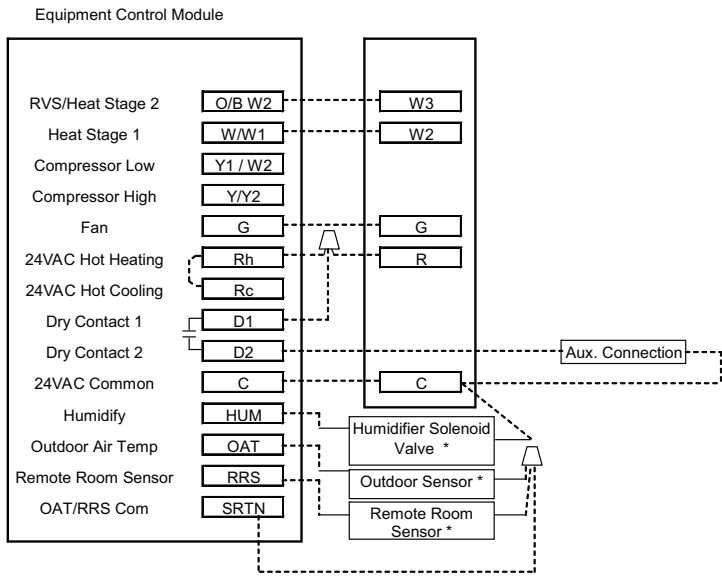 Equipment Control Module
RVS/Heat Stage 2 O/B W2 W3
Heat Stage 1 W/W1 W2
Compressor Low Y1 / W2
Compressor High Y/Y2
Fan G G
24VAC Hot Heating Rh R
24VAC Hot Cooling Rc
Dry Contact 1 D1
Dry Contact 2 D2 Aux. Connection
24VAC Common C C
Humidify HUM
Humidifier Solenoid
Valve *
Outdoor Air Temp OAT
Outdoor Sensor *
Remote Room Sensor RRS
Remote Room
Sensor *
OAT/RRS Com SRTN